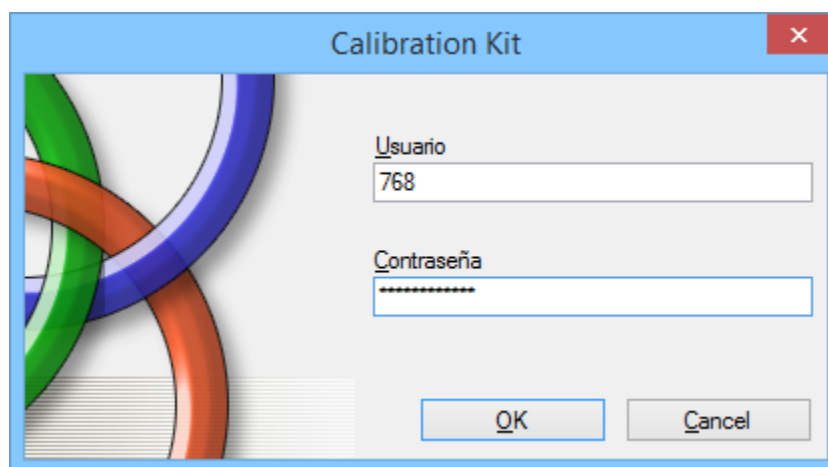 Calibration Kit
Usuario
768
Contraseña
************
OK
Cancel